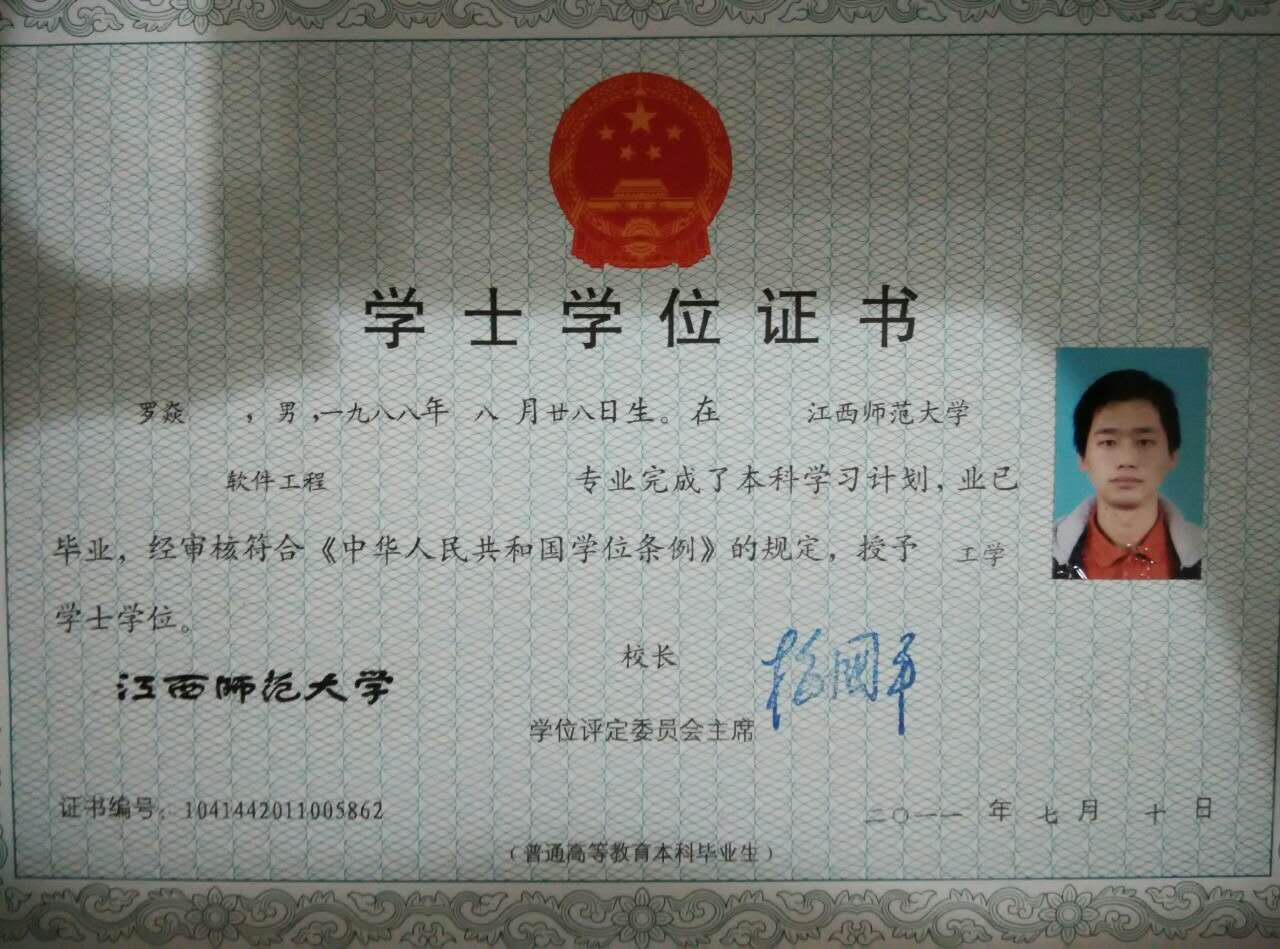 学士学位证书
罗焱 ，男，一九八八年 八 月廿八日生。在 江西师范大学
软件工程 专业完成了本科学习计划，业已
毕业，经审核符合《中华人民共和国学位条例》的规定，授予 工学
学士学位。
校长
江西师范大学
学位评定委员会主席
证书编号：1041442011005862
二〇一一 年 七 月 十 日
（普通高等教育本科毕业生）